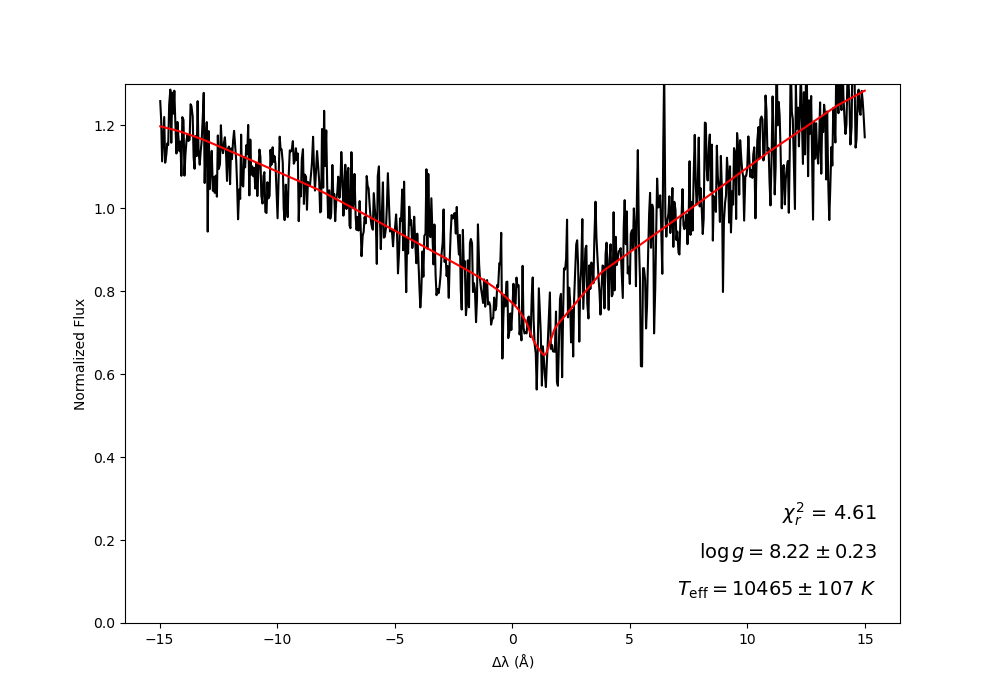 1.2
1.0
0.8
0.6
0.4
0.2
0.0
Normalized Flux
χ²ᵣ = 4.61
log g = 8.22 ± 0.23
T_eff = 10465 ± 107 K
−15 −10 −5 0 5 10 15
Δλ (Å)